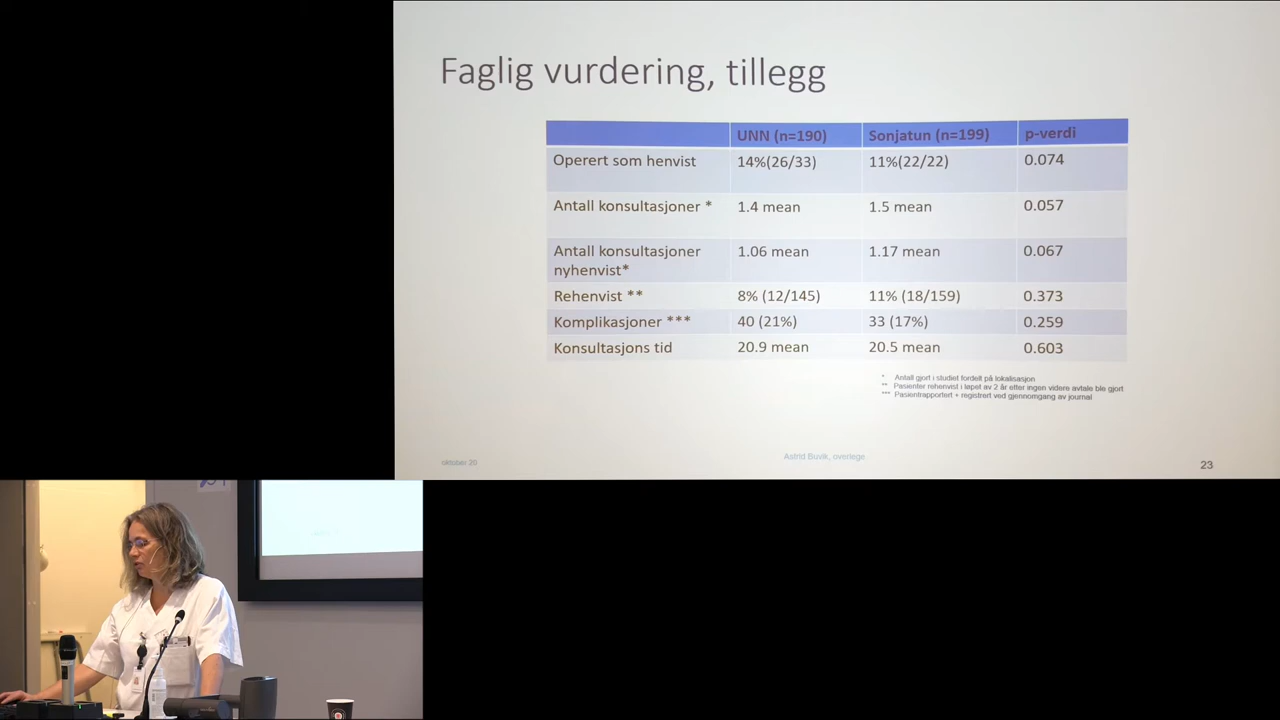 Faglig vurdering, tillegg
UNN (n=190) Sonjatun (n=199) p-verdi
Operert som henvist 14%(26/33) 11%(22/22) 0.074
Antall konsultasjoner * 1.4 mean 1.5 mean 0.057
Antall konsultasjoner 1.06 mean 1.17 mean 0.067
nyhenvist*
Rehenvist ** 8% (12/145) 11% (18/159) 0.373
Komplikasjoner *** 40 (21%) 33 (17%) 0.259
Konsultasjons tid 20.9 mean 20.5 mean 0.603
* Antall gjort i studiet fordelt på lokalisasjon
** Pasienter rehenvist i løpet av 2 år etter ingen videre avtale ble gjort
*** Pasientrapportert + registrert ved gjennomgang av journal
oktober 20 Astrid Buvik, overlege 23